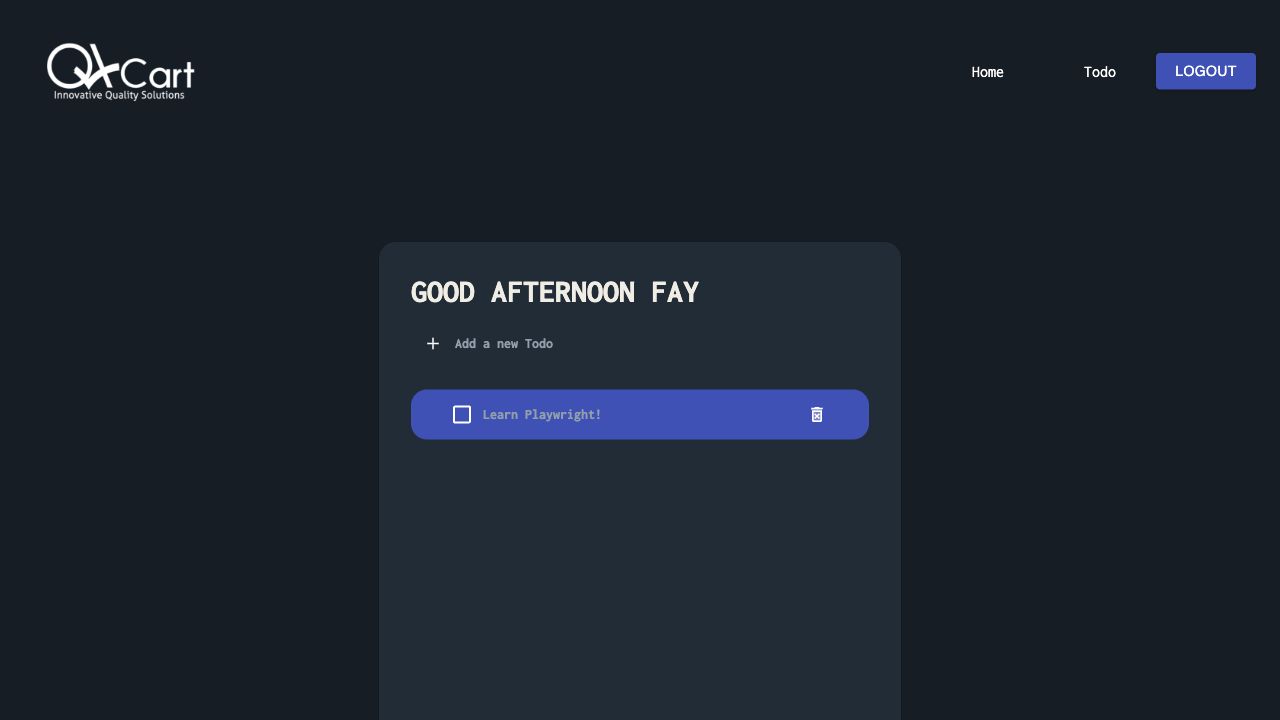 QACart
Innovative Quality Solutions
Home
Todo
LOGOUT
GOOD AFTERNOON FAY
Add a new Todo
Learn Playwright!